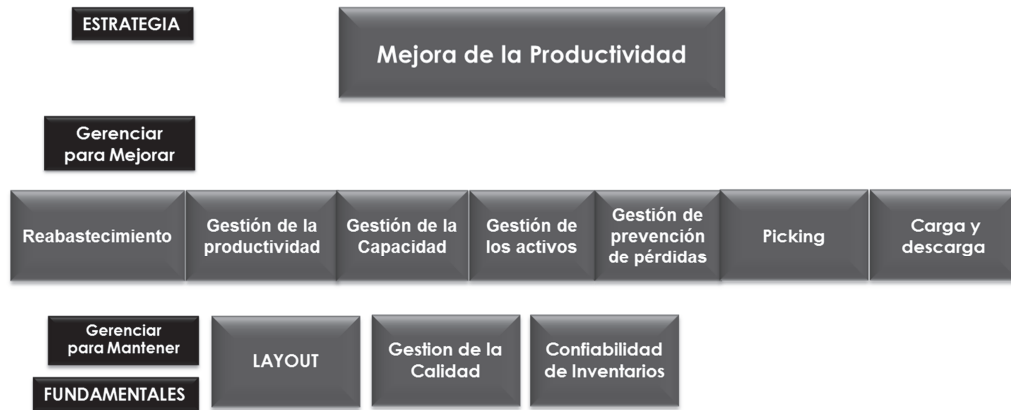 ESTRATEGIA
Mejora de la Productividad
Gerenciar
para Mejorar
Reabastecimiento
Gestión de la
productividad
Gestión de la
Capacidad
Gestión de
los activos
Gestión de
prevención
de pérdidas
Picking
Carga y
descarga
Gerenciar
para Mantener
LAYOUT
Gestion de la
Calidad
Confiabilidad
de Inventarios
FUNDAMENTALES